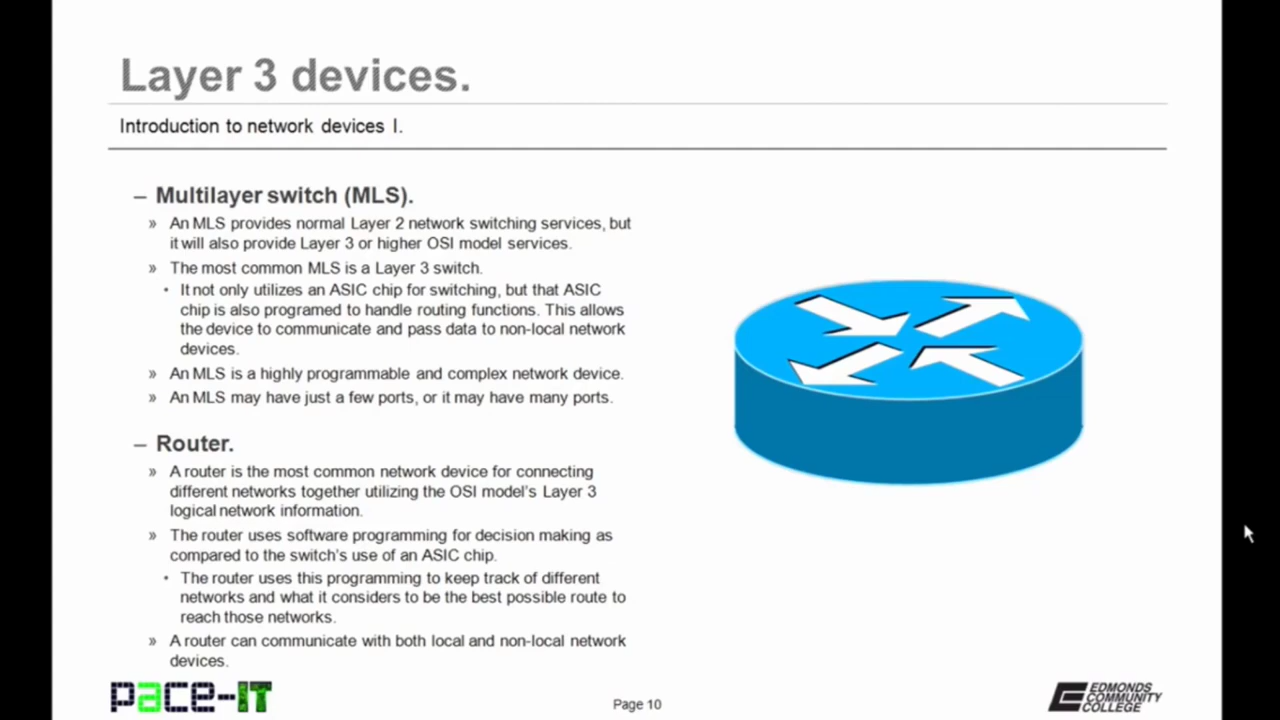 Layer 3 devices.
Introduction to network devices I.
– Multilayer switch (MLS).
» An MLS provides normal Layer 2 network switching services, but
it will also provide Layer 3 or higher OSI model services.
» The most common MLS is a Layer 3 switch.
• It not only utilizes an ASIC chip for switching, but that ASIC
chip is also programed to handle routing functions. This allows
the device to communicate and pass data to non-local network
devices.
» An MLS is a highly programmable and complex network device.
» An MLS may have just a few ports, or it may have many ports.
– Router.
» A router is the most common network device for connecting
different networks together utilizing the OSI model's Layer 3
logical network information.
» The router uses software programming for decision making as
compared to the switch's use of an ASIC chip.
• The router uses this programming to keep track of different
networks and what it considers to be the best possible route to
reach those networks.
» A router can communicate with both local and non-local network
devices.
pace-IT
Page 10
EDMONDS
COMMUNITY
COLLEGE